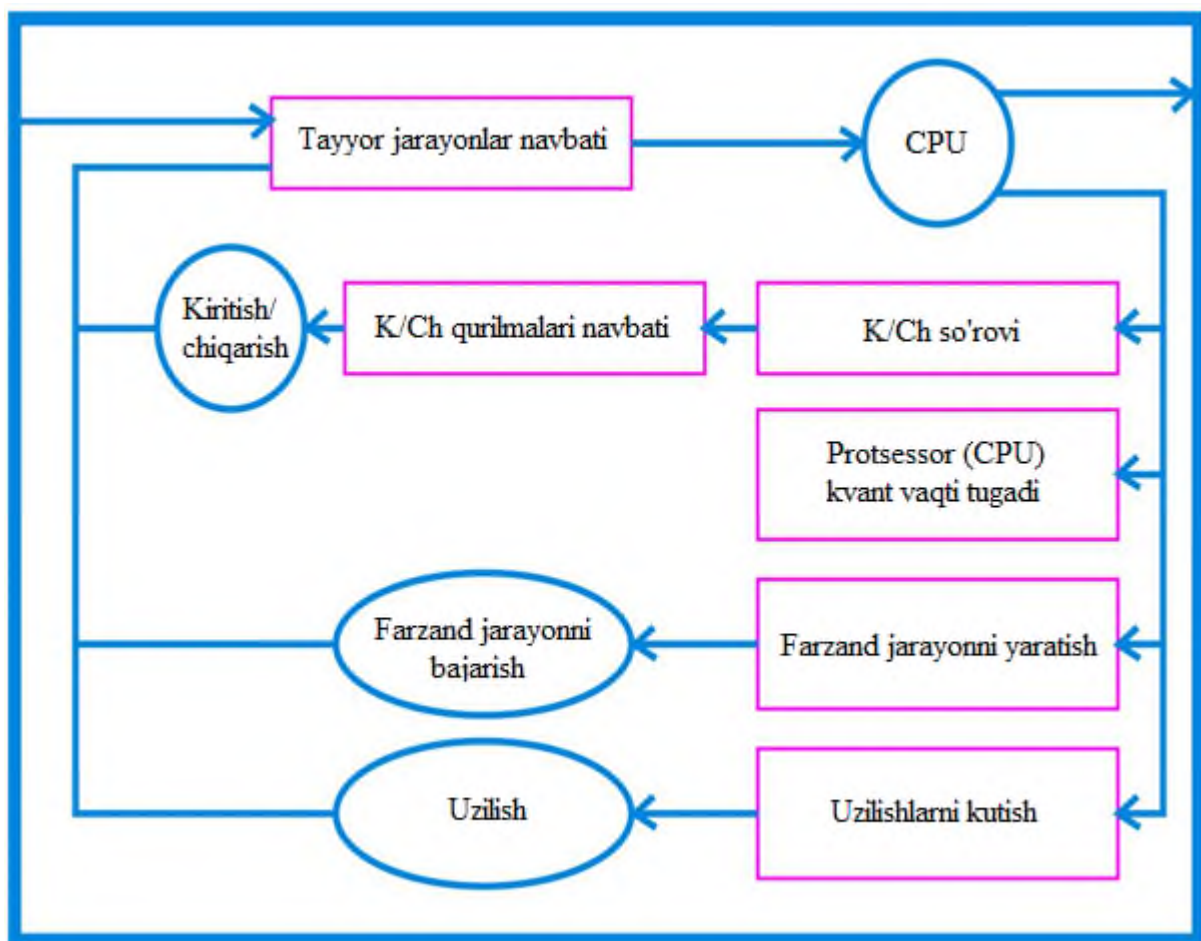 Tayyor jarayonlar navbati
CPU
Kiritish/
chiqarish
K/Ch qurilmalari navbati
K/Ch so'rovi
Protsessor (CPU)
kvant vaqti tugadi
Farzand jarayonni
bajarish
Farzand jarayonni yaratish
Uzilish
Uzilishlarni kutish